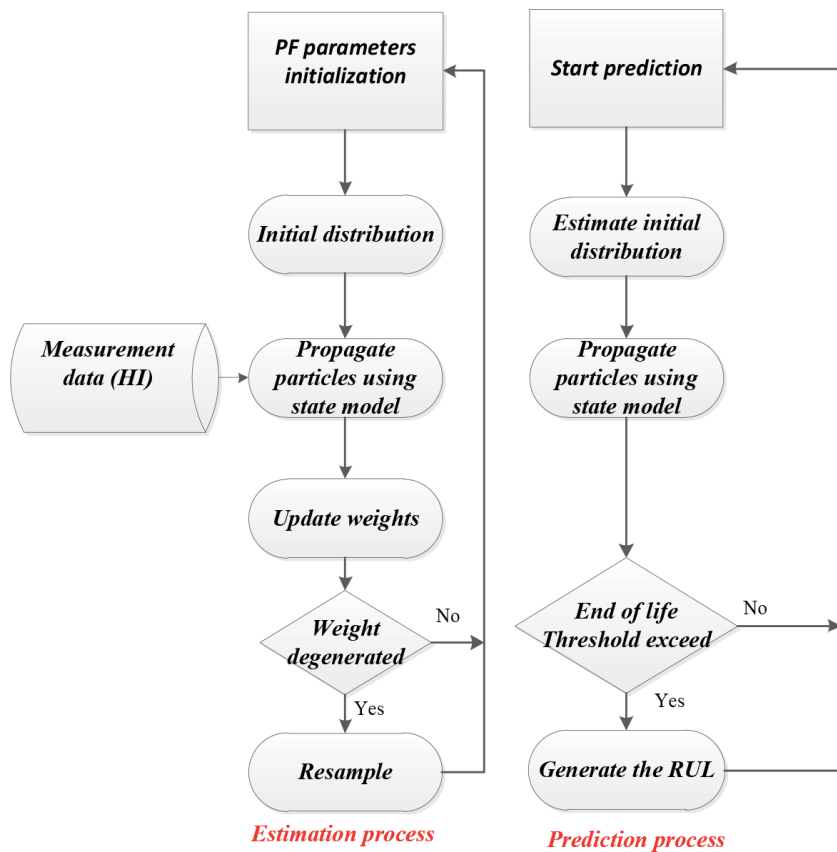 PF parameters
initialization
Initial distribution
Measurement
data (HI)
Propagate
particles using
state model
Update weights
Weight
degenerated
No
Yes
Resample
Estimation process
Start prediction
Estimate initial
distribution
Propagate
particles using
state model
End of life
Threshold exceed
No
Yes
Generate the RUL
Prediction process